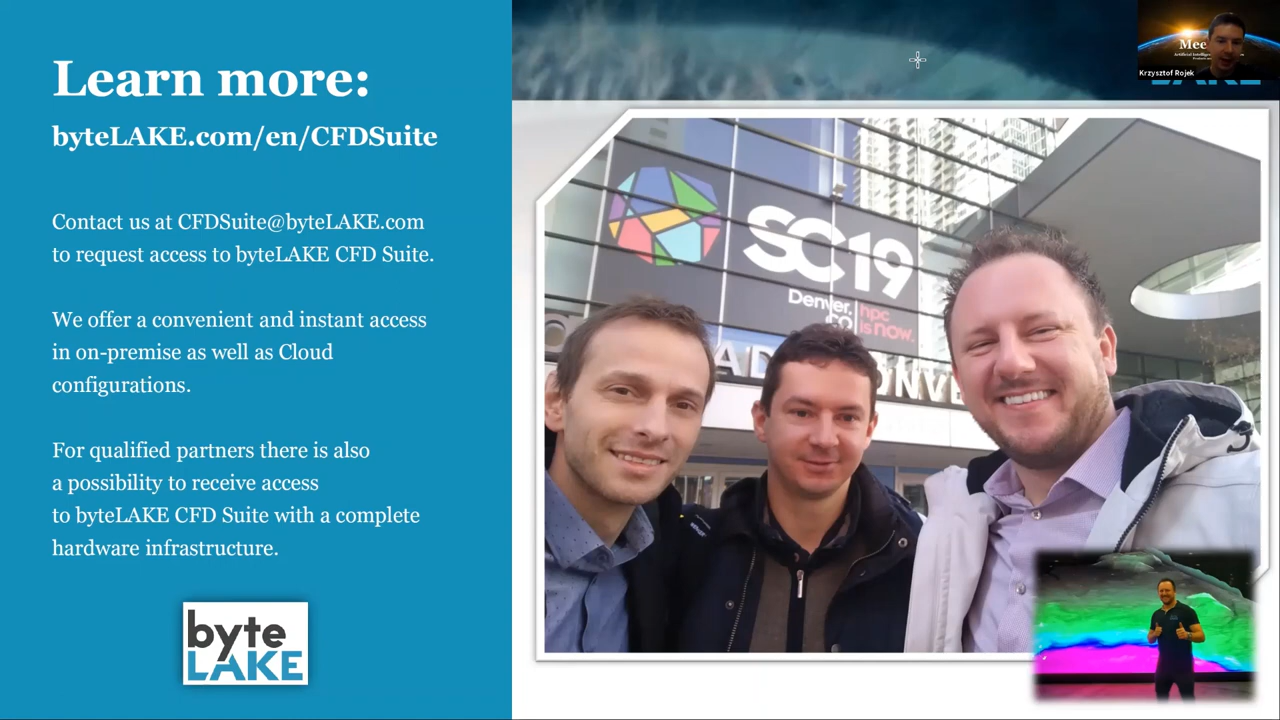 Learn more:
byteLAKE.com/en/CFDSuite
Contact us at CFDSuite@byteLAKE.com
to request access to byteLAKE CFD Suite.
We offer a convenient and instant access
in on-premise as well as Cloud
configurations.
For qualified partners there is also
a possibility to receive access
to byteLAKE CFD Suite with a complete
hardware infrastructure.
byte
LAKE
SC19
Denver,
co
hpc
is now.
Mee
Krzysztof Rojek